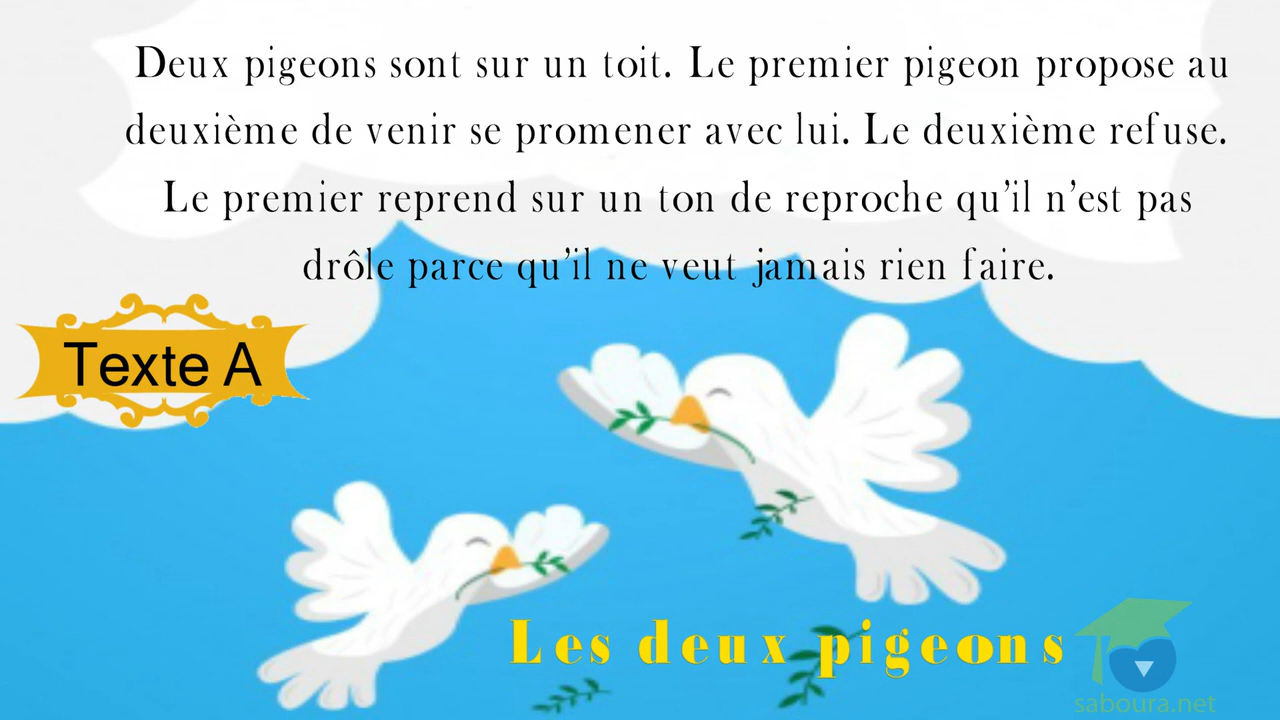 Deux pigeons sont sur un toit. Le premier pigeon propose au
deuxième de venir se promener avec lui. Le deuxième refuse.
Le premier reprend sur un ton de reproche qu’il n’est pas
drôle parce qu’il ne veut jamais rien faire.
Texte A
Les deux pigeons
saboura.net